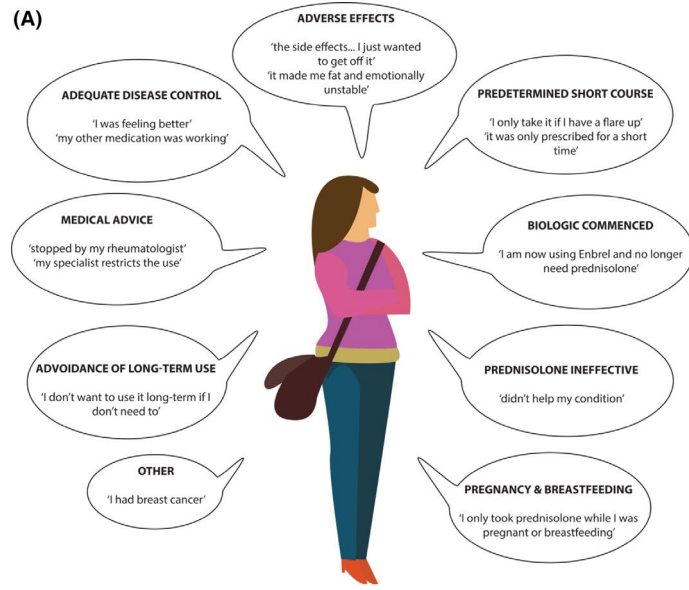 (A)
ADVERSE EFFECTS
‘the side effects... I just wanted
to get off it’
‘it made me fat and emotionally
unstable’
ADEQUATE DISEASE CONTROL
‘I was feeling better’
‘my other medication was working’
PREDETERMINED SHORT COURSE
‘I only take it if I have a flare up’
‘it was only prescribed for a short
time’
MEDICAL ADVICE
‘stopped by my rheumatologist’
‘my specialist restricts the use’
BIOLOGIC COMMENCED
‘I am now using Enbrel and no longer
need prednisolone’
ADVOIDANCE OF LONG-TERM USE
‘I don’t want to use it long-term if I
don’t need to’
PREDNISOLONE INEFFECTIVE
‘didn’t help my condition’
OTHER
‘I had breast cancer’
PREGNANCY & BREASTFEEDING
‘I only took prednisolone while I was
pregnant or breastfeeding’